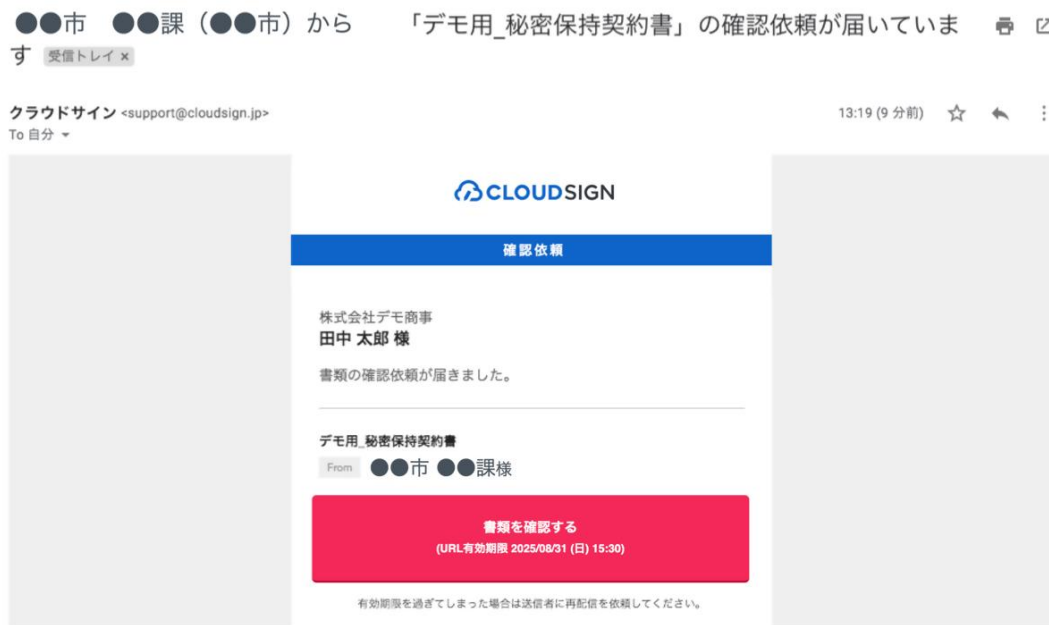 ●●市　●●課（●●市）から　　「デモ用_秘密保持契約書」の確認依頼が届いていま
す 受信トレイ ×
クラウドサイン <support@cloudsign.jp> 13:19 (9 分前)
To 自分
CLOUDSIGN
確認依頼
株式会社デモ商事
田中 太郎 様
書類の確認依頼が届きました。
デモ用_秘密保持契約書
From ●●市 ●●課様
書類を確認する
(URL有効期限 2025/08/31 (日) 15:30)
有効期限を過ぎてしまった場合は送信者に再配信を依頼してください。